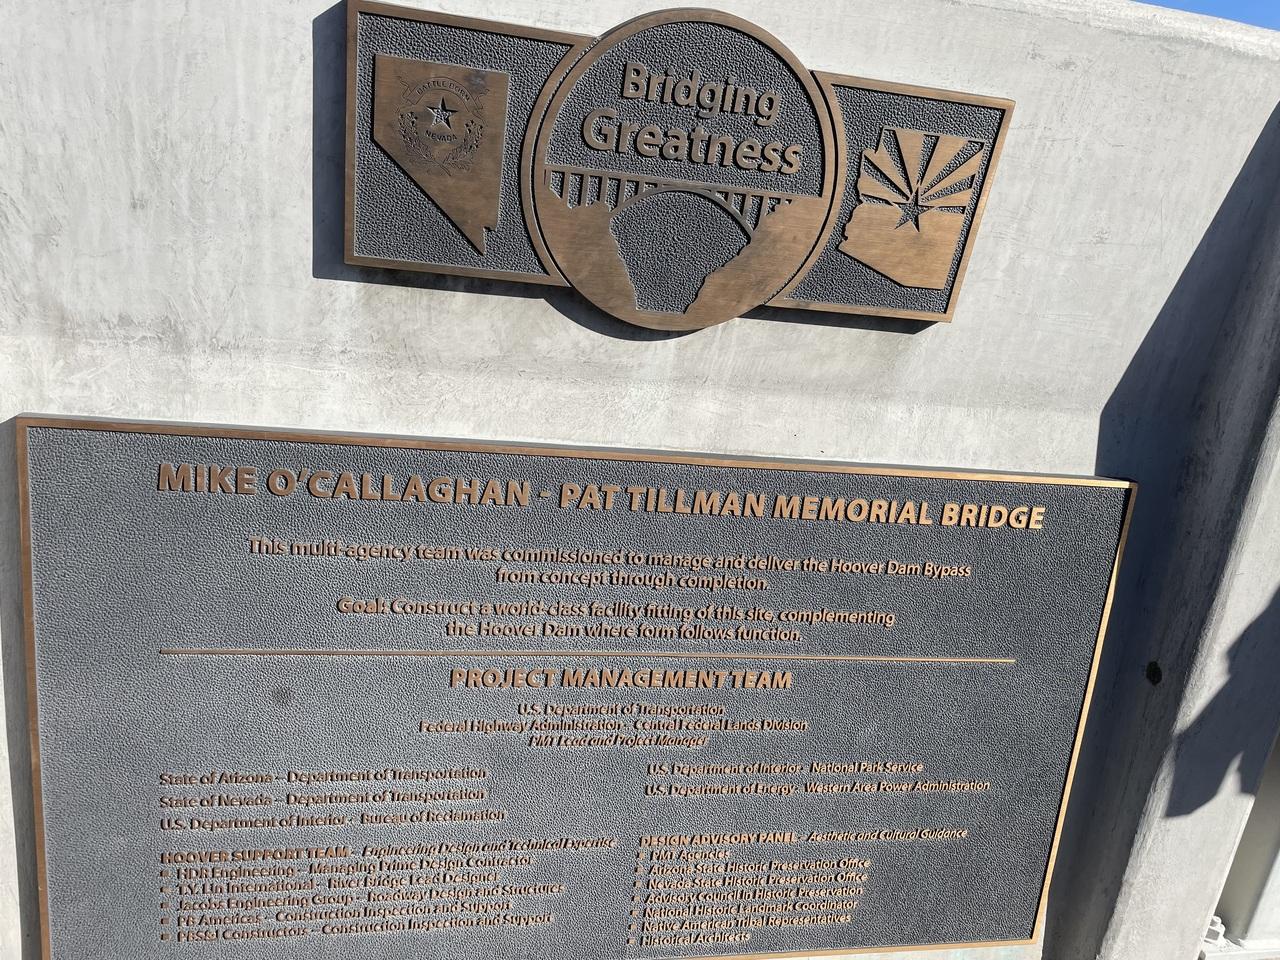 BATTLE BORN
NEVADA
Bridging
Greatness
MIKE O'CALLAGHAN - PAT TILLMAN MEMORIAL BRIDGE
This multi-agency team was commissioned to manage and deliver the Hoover Dam Bypass
from concept through completion.
Goal: Construct a world-class facility fitting of this site, complementing
the Hoover Dam where form follows function.
PROJECT MANAGEMENT TEAM
U.S. Department of Transportation
Federal Highway Administration - Central Federal Lands Division
PMT Lead and Project Manager
State of Arizona - Department of Transportation
State of Nevada - Department of Transportation
U.S. Department of Interior - Bureau of Reclamation
U.S. Department of Interior - National Park Service
U.S. Department of Energy - Western Area Power Administration
HOOVER SUPPORT TEAM - Engineering Design and Technical Expertise
▪ HDR Engineering - Managing Prime Design Contractor
▪ T.Y. Lin International - River Bridge Lead Designer
▪ Jacobs Engineering Group - Roadway Design and Structures
▪ PB Americas - Construction Inspection and Support
▪ PBS&J Constructors - Construction Inspection and Support
DESIGN ADVISORY PANEL - Aesthetic and Cultural Guidance
▪ PMT Agencies
▪ Arizona State Historic Preservation Office
▪ Nevada State Historic Preservation Office
▪ Advisory Council in Historic Preservation
▪ National Historic Landmark Coordinator
▪ Native American Tribal Representatives
▪ Historical Architects